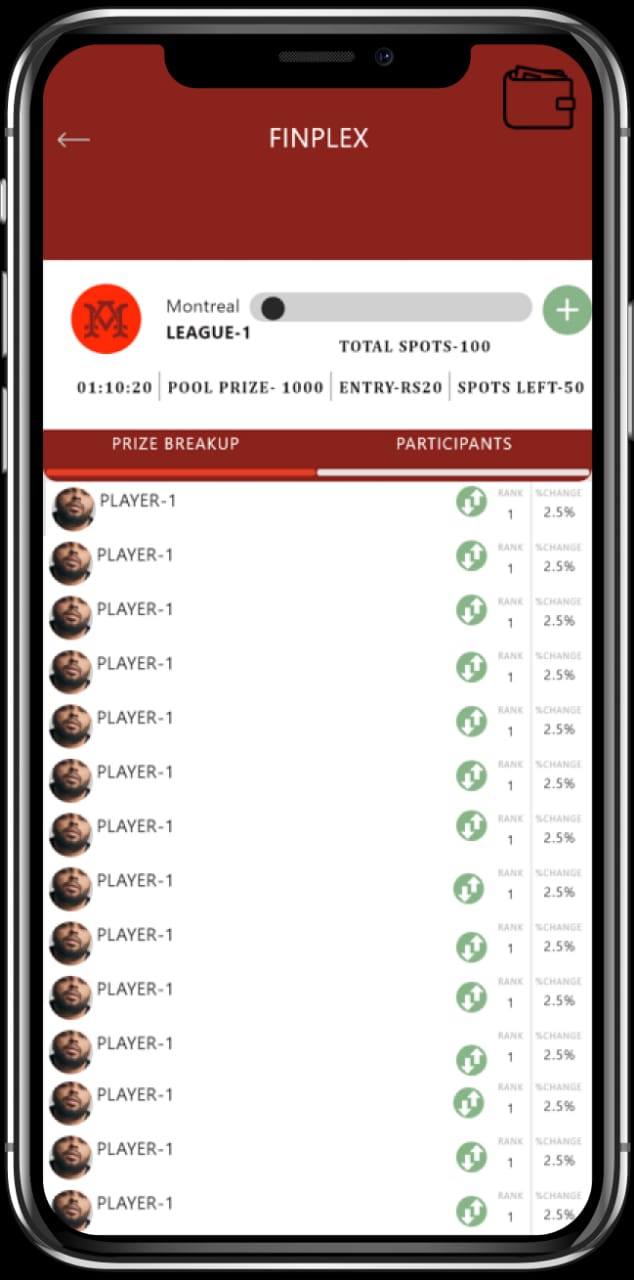 FINPLEX
Montreal
LEAGUE-1
TOTAL SPOTS-100
01:10:20 POOL PRIZE- 1000 ENTRY-RS20 SPOTS LEFT-50
PRIZE BREAKUP PARTICIPANTS
PLAYER-1 RANK %CHANGE
1 2.5%
PLAYER-1 RANK %CHANGE
1 2.5%
PLAYER-1 RANK %CHANGE
1 2.5%
PLAYER-1 RANK %CHANGE
1 2.5%
PLAYER-1 RANK %CHANGE
1 2.5%
PLAYER-1 RANK %CHANGE
1 2.5%
PLAYER-1 RANK %CHANGE
1 2.5%
PLAYER-1 RANK %CHANGE
1 2.5%
PLAYER-1 RANK %CHANGE
1 2.5%
PLAYER-1 RANK %CHANGE
1 2.5%
PLAYER-1 RANK %CHANGE
1 2.5%
PLAYER-1 RANK %CHANGE
1 2.5%
PLAYER-1 RANK %CHANGE
1 2.5%
PLAYER-1 RANK %CHANGE
1 2.5%